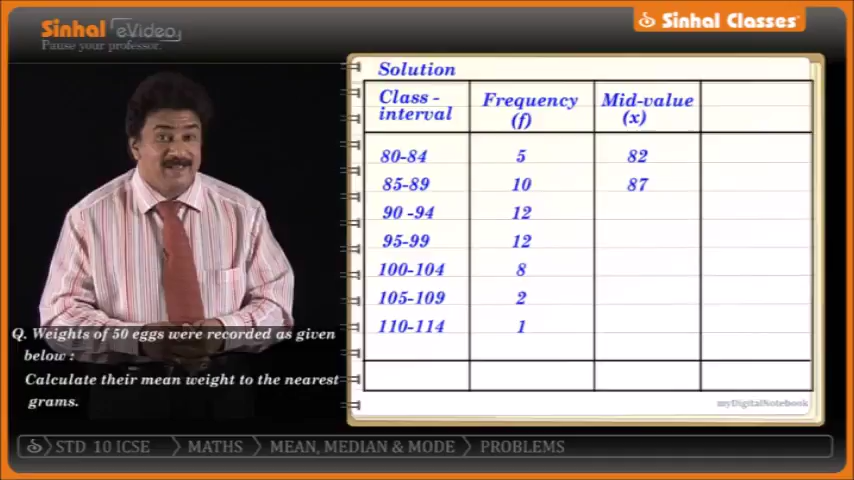 Sinhal eVideo
Pause your professor.
Sinhal Classes
Solution
Class - interval Frequency (f) Mid-value (x)
80-84 5 82
85-89 10 87
90 -94 12
95-99 12
100-104 8
105-109 2
110-114 1
myDigitalNotebook
Q. Weights of 50 eggs were recorded as given
below :
Calculate their mean weight to the nearest
grams.
STD 10 ICSE MATHS MEAN, MEDIAN & MODE PROBLEMS